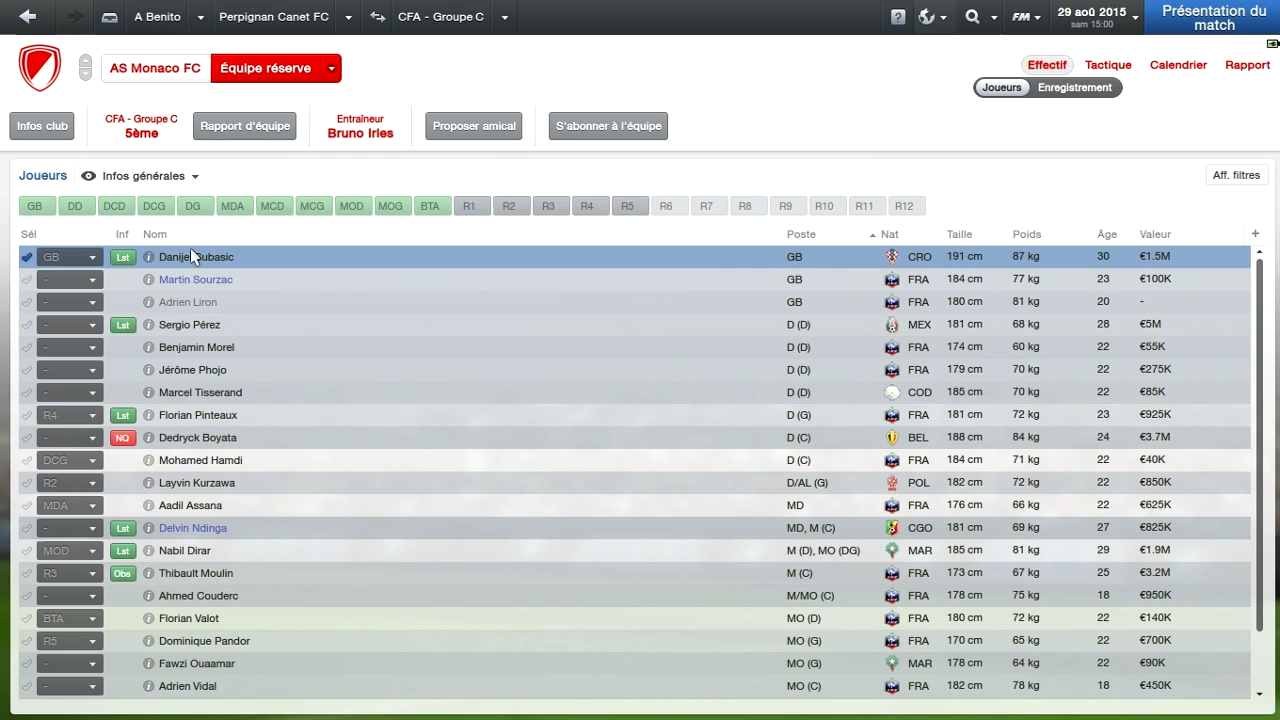 A Benito Perpignan Canet FC CFA - Groupe C ? FM 29 aoû 2015 sam 15:00 Présentation du match
AS Monaco FC Équipe réserve Effectif Tactique Calendrier Rapport
Joueurs Enregistrement
Infos club CFA - Groupe C 5ème Rapport d'équipe Entraîneur Bruno Irles Proposer amical S'abonner à l'équipe
Joueurs Infos générales Aff. filtres
GB DD DCD DCG DG MDA MCD MCG MOD MOG BTA R1 R2 R3 R4 R5 R6 R7 R8 R9 R10 R11 R12
Sél Inf Nom Poste Nat Taille Poids Âge Valeur +
GB Lst Danijel Subasic GB CRO 191 cm 87 kg 30 €1.5M
- Martin Sourzac GB FRA 184 cm 77 kg 23 €100K
- Adrien Liron GB FRA 180 cm 81 kg 20 -
- Lst Sergio Pérez D (D) MEX 181 cm 68 kg 28 €5M
- Benjamin Morel D (D) FRA 174 cm 60 kg 22 €55K
- Jérôme Phojo D (D) FRA 179 cm 70 kg 22 €275K
- Marcel Tisserand D (D) COD 185 cm 70 kg 22 €85K
R4 Lst Florian Pinteaux D (G) FRA 181 cm 72 kg 23 €925K
- NQ Dedryck Boyata D (C) BEL 188 cm 84 kg 24 €3.7M
DCG Mohamed Hamdi D (C) FRA 184 cm 71 kg 22 €40K
R2 Layvin Kurzawa D/AL (G) POL 182 cm 72 kg 22 €850K
MDA Aadil Assana MD FRA 176 cm 66 kg 22 €625K
- Lst Delvin Ndinga MD, M (C) CGO 181 cm 69 kg 27 €825K
MOD Lst Nabil Dirar M (D), MO (DG) MAR 185 cm 81 kg 29 €1.9M
R3 Obs Thibault Moulin M (C) FRA 173 cm 67 kg 25 €3.2M
- Ahmed Couderc M/MO (C) FRA 178 cm 75 kg 18 €950K
BTA Florian Valot MO (D) FRA 180 cm 72 kg 22 €140K
R5 Dominique Pandor MO (G) FRA 170 cm 65 kg 22 €700K
- Fawzi Ouaamar MO (G) MAR 178 cm 64 kg 22 €90K
- Adrien Vidal MO (C) FRA 182 cm 78 kg 18 €450K